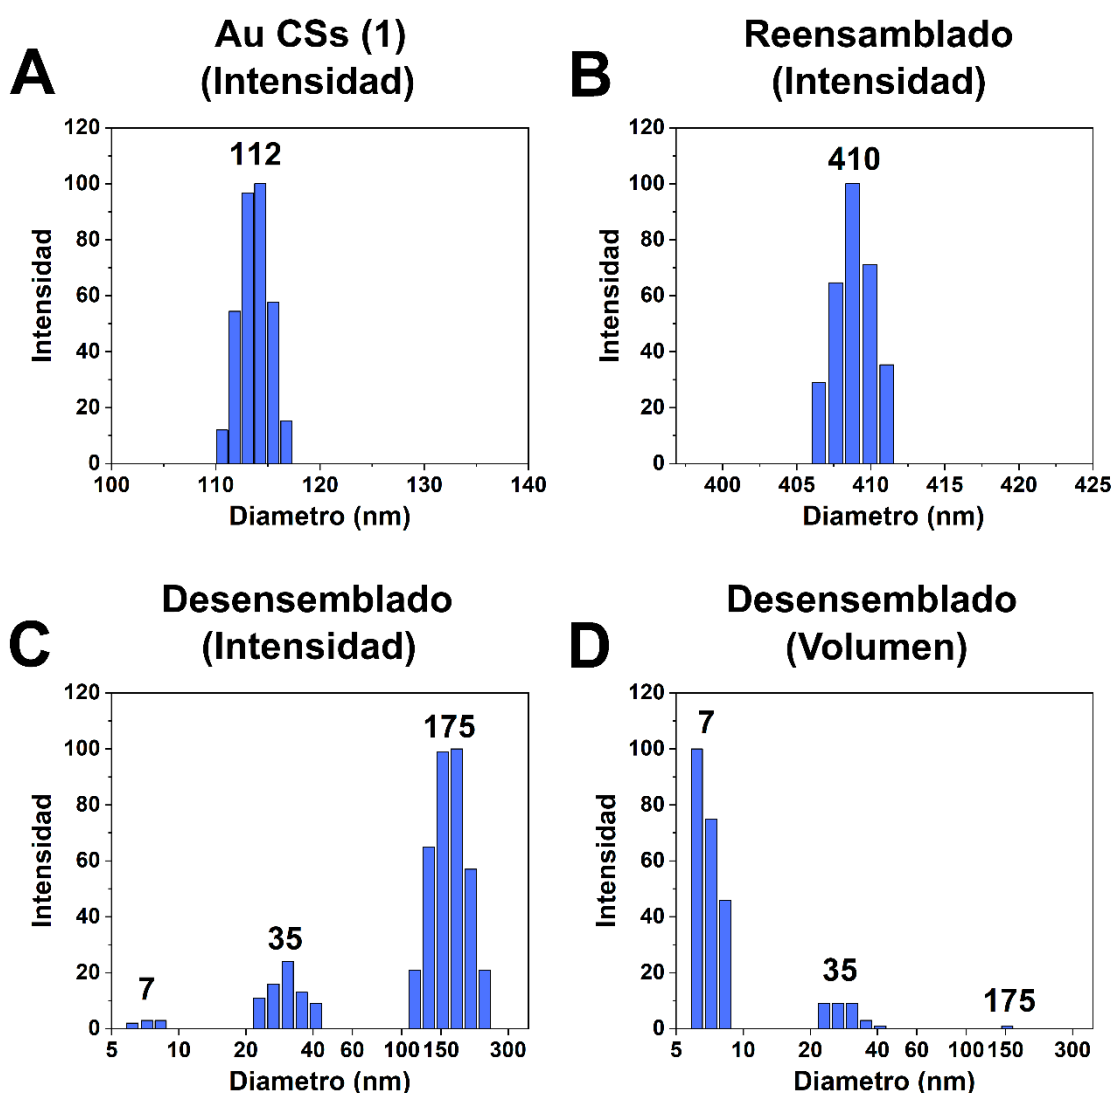 A
Au CSs (1)
(Intensidad)
112
Intensidad
120
100
80
60
40
20
0
100 110 120 130 140
Diametro (nm)
B
Reensamblado
(Intensidad)
410
Intensidad
120
100
80
60
40
20
0
400 405 410 415 420 425
Diametro (nm)
C
Desensemblado
(Intensidad)
7
35
175
Intensidad
120
100
80
60
40
20
0
5 10 20 40 60 100 150 300
Diametro (nm)
D
Desensemblado
(Volumen)
7
35
175
Intensidad
120
100
80
60
40
20
0
5 10 20 40 60 100 150 300
Diametro (nm)